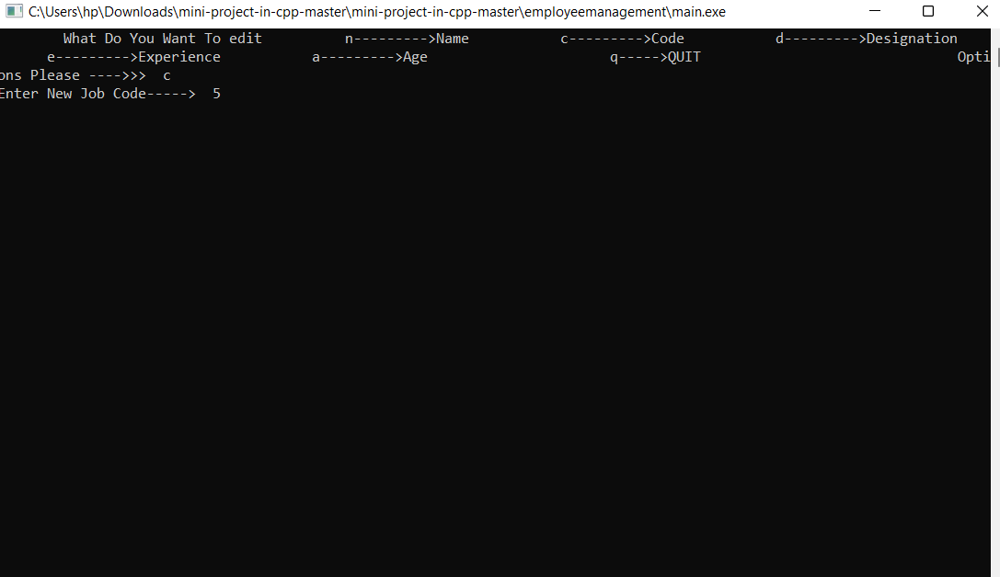 C:\Users\hp\Downloads\mini-project-in-cpp-master\mini-project-in-cpp-master\employeemanagement\main.exe
What Do You Want To edit n--------->Name c--------->Code d--------->Designation
e--------->Experience a--------->Age q----->QUIT Opti
ons Please ---->>> c
Enter New Job Code-----> 5